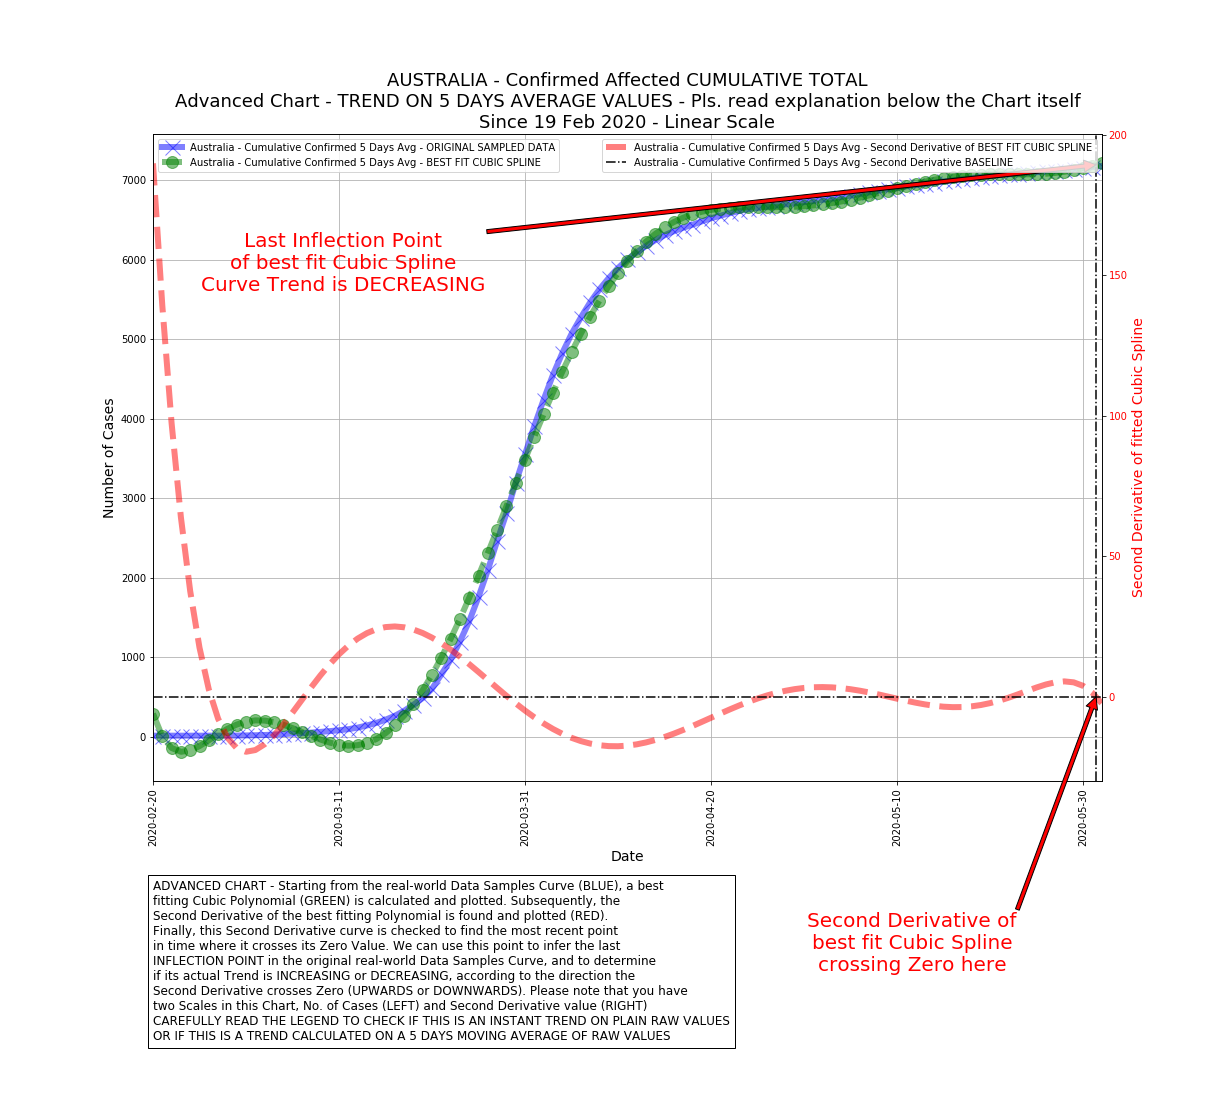 AUSTRALIA - Confirmed Affected CUMULATIVE TOTAL
Advanced Chart - TREND ON 5 DAYS AVERAGE VALUES - Pls. read explanation below the Chart itself
Since 19 Feb 2020 - Linear Scale
Australia - Cumulative Confirmed 5 Days Avg - ORIGINAL SAMPLED DATA
Australia - Cumulative Confirmed 5 Days Avg - BEST FIT CUBIC SPLINE
Australia - Cumulative Confirmed 5 Days Avg - Second Derivative of BEST FIT CUBIC SPLINE
Australia - Cumulative Confirmed 5 Days Avg - Second Derivative BASELINE
Last Inflection Point
of best fit Cubic Spline
Curve Trend is DECREASING
Number of Cases
7000
6000
5000
4000
3000
2000
1000
0
200
150
100
50
0
Second Derivative of fitted Cubic Spline
2020-02-20
2020-03-11
2020-03-31
2020-04-20
2020-05-10
2020-05-30
Date
ADVANCED CHART - Starting from the real-world Data Samples Curve (BLUE), a best
fitting Cubic Polynomial (GREEN) is calculated and plotted. Subsequently, the
Second Derivative of the best fitting Polynomial is found and plotted (RED).
Finally, this Second Derivative curve is checked to find the most recent point
in time where it crosses its Zero Value. We can use this point to infer the last
INFLECTION POINT in the original real-world Data Samples Curve, and to determine
if its actual Trend is INCREASING or DECREASING, according to the direction the
Second Derivative crosses Zero (UPWARDS or DOWNWARDS). Please note that you have
two Scales in this Chart, No. of Cases (LEFT) and Second Derivative value (RIGHT)
CAREFULLY READ THE LEGEND TO CHECK IF THIS IS AN INSTANT TREND ON PLAIN RAW VALUES
OR IF THIS IS A TREND CALCULATED ON A 5 DAYS MOVING AVERAGE OF RAW VALUES
Second Derivative of
best fit Cubic Spline
crossing Zero here